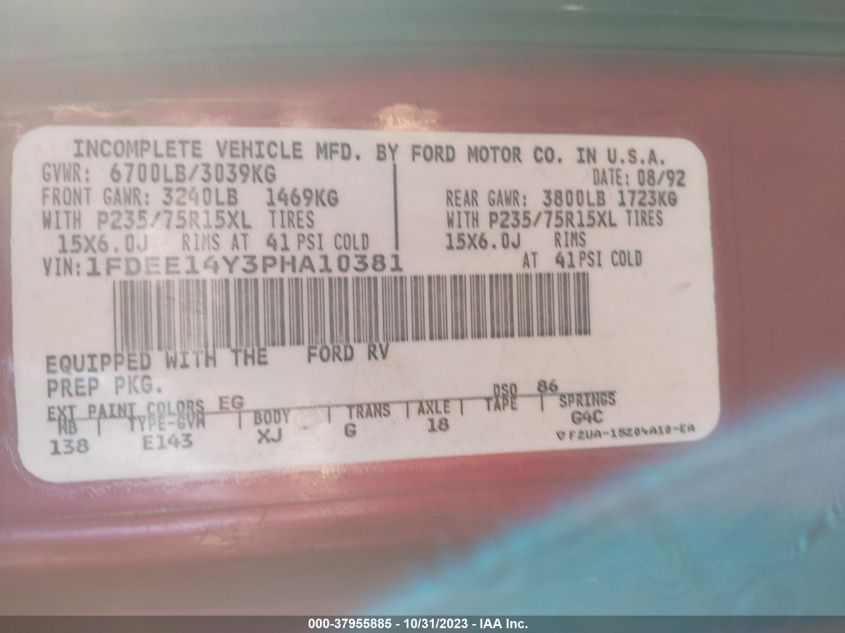 INCOMPLETE VEHICLE MFD. BY FORD MOTOR CO. IN U.S.A.
GVWR: 6700LB/3039KG DATE: 08/92
FRONT GAWR: 3240LB 1469KG REAR GAWR: 3800LB 1723KG
WITH P235/75R15XL TIRES WITH P235/75R15XL TIRES
15X6.0J RIMS AT 41 PSI COLD 15X6.0J RIMS
VIN: 1FDEE14Y3PHA10381 AT 41 PSI COLD
EQUIPPED WITH THE FORD RV
PREP PKG.
EXT PAINT COLORS EG DSO 86
WB TYPE-GVW BODY TRANS AXLE TAPE SPRINGS
138 E143 XJ G 18 G4C
F2UA-15204A10-EA
000-37955885 - 10/31/2023 - IAA Inc.